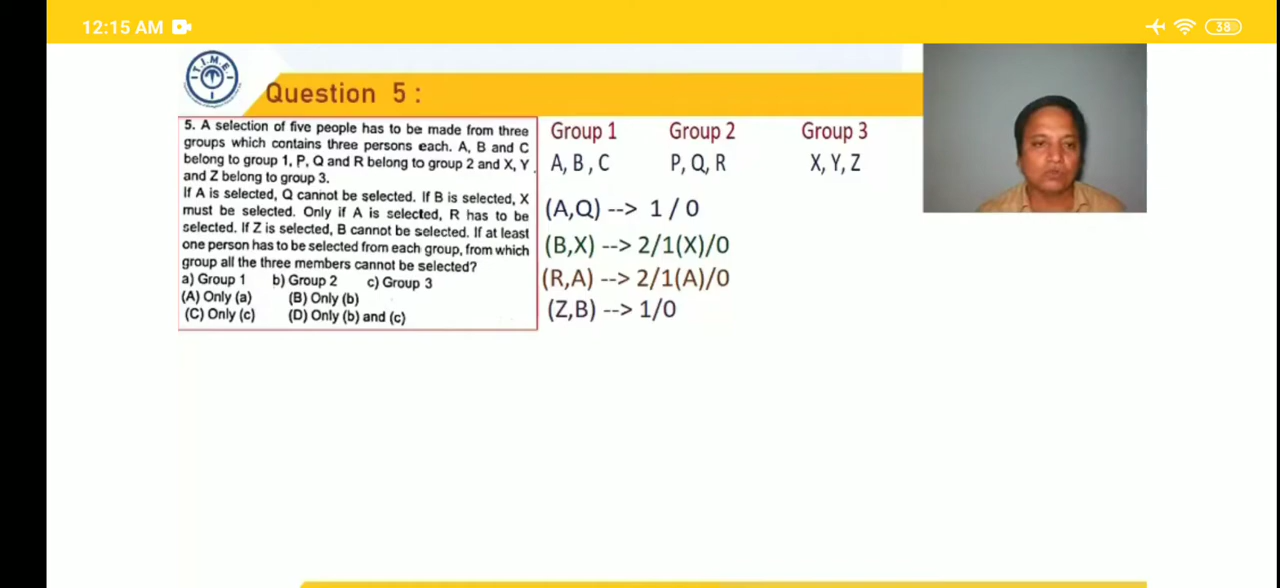 12:15 AM
38
T.I.M.E.
Question 5 :
5. A selection of five people has to be made from three
groups which contains three persons each. A, B and C
belong to group 1, P, Q and R belong to group 2 and X, Y
and Z belong to group 3.
If A is selected, Q cannot be selected. If B is selected, X
must be selected. Only if A is selected, R has to be
selected. If Z is selected, B cannot be selected. If at least
one person has to be selected from each group, from which
group all the three members cannot be selected?
a) Group 1 b) Group 2 c) Group 3
(A) Only (a) (B) Only (b)
(C) Only (c) (D) Only (b) and (c)
Group 1 Group 2 Group 3
A, B , C P, Q, R X, Y, Z
(A,Q) --> 1 / 0
(B,X) --> 2/1(X)/0
(R,A) --> 2/1(A)/0
(Z,B) --> 1/0